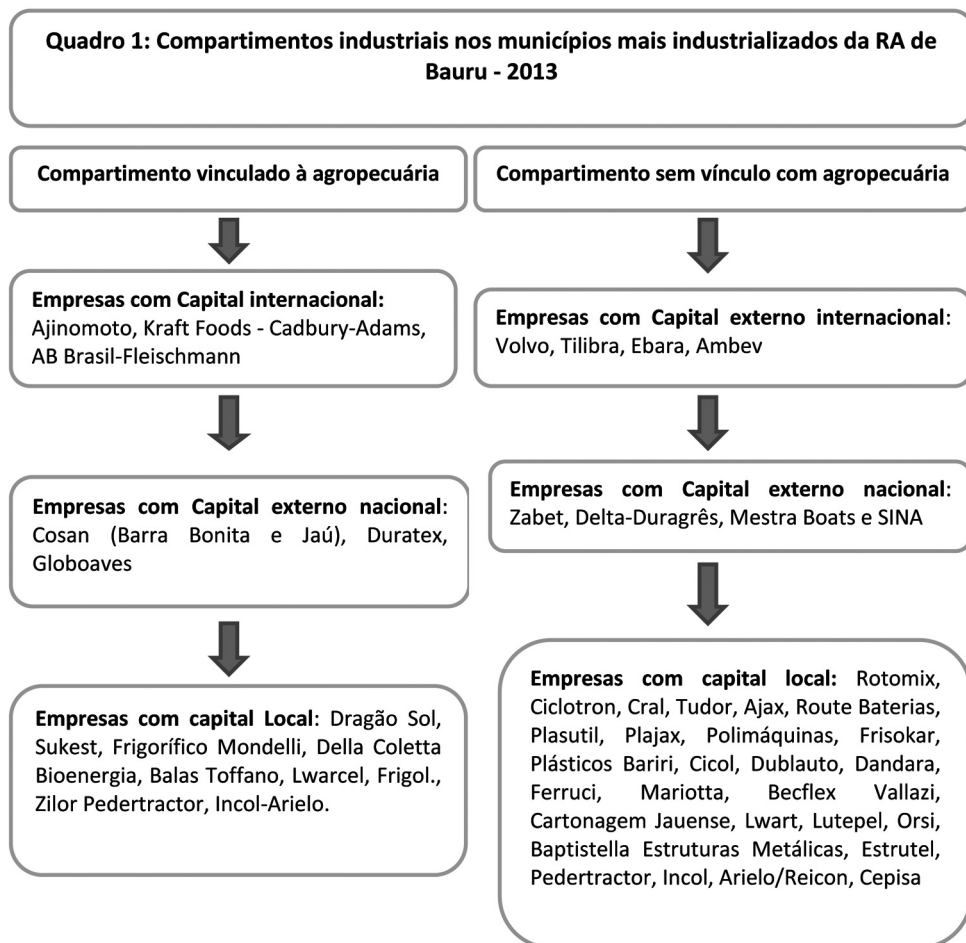 Quadro 1: Compartimentos industriais nos municípios mais industrializados da RA de
Bauru - 2013
Compartimento vinculado à agropecuária
Empresas com Capital internacional:
Ajinomoto, Kraft Foods - Cadbury-Adams,
AB Brasil-Fleischmann
Empresas com Capital externo nacional:
Cosan (Barra Bonita e Jaú), Duratex,
Globoaves
Empresas com capital Local: Dragão Sol,
Sukest, Frigorífico Mondelli, Della Coletta
Bioenergia, Balas Toffano, Lwarcel, Frigol.,
Zilor Pedertractor, Incol-Arielo.
Compartimento sem vínculo com agropecuária
Empresas com Capital externo internacional:
Volvo, Tilibra, Ebara, Ambev
Empresas com Capital externo nacional:
Zabet, Delta-Duragrês, Mestra Boats e SINA
Empresas com capital local: Rotomix,
Ciclotron, Cral, Tudor, Ajax, Route Baterias,
Plasutil, Plajax, Polimáquinas, Frisokar,
Plásticos Bariri, Cicol, Dublauto, Dandara,
Ferruci, Mariotta, Becflex Vallazi,
Cartonagem Jauense, Lwart, Lutepel, Orsi,
Baptistella Estruturas Metálicas, Estrutel,
Pedertractor, Incol, Arielo/Reicon, Cepisa